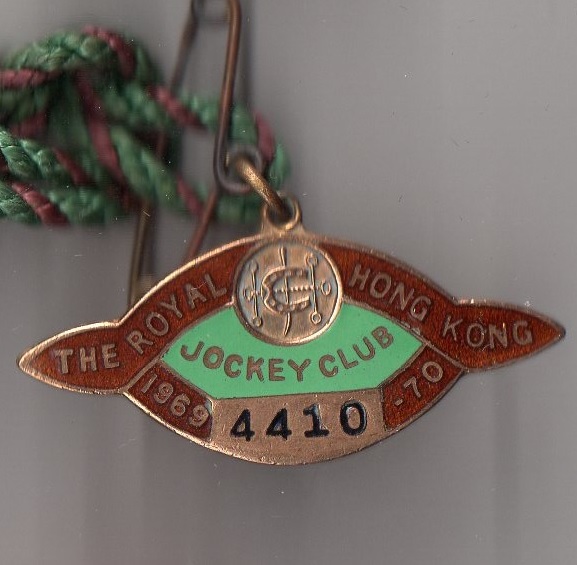 THE ROYAL HONG KONG
JOCKEY CLUB
1969 -70
4410